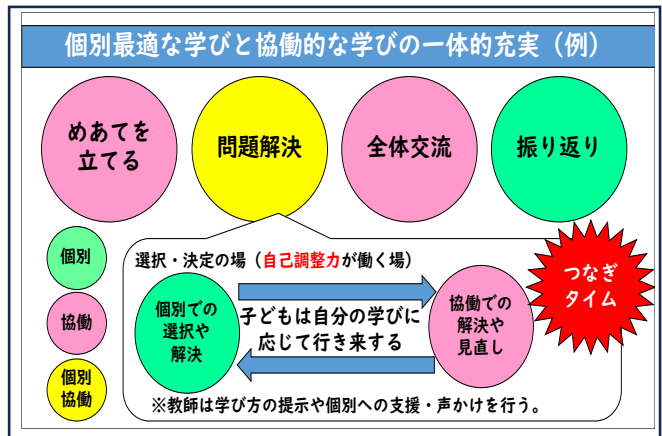 個別最適な学びと協働的な学びの一体的充実（例）
めあてを
立てる
問題解決
全体交流
振り返り
個別
協働
個別
協働
選択・決定の場（自己調整力が働く場）
つなぎ
タイム
個別での
選択や
解決
子どもは自分の学びに
応じて行き来する
協働での
解決や
見直し
※教師は学び方の提示や個別への支援・声かけを行う。